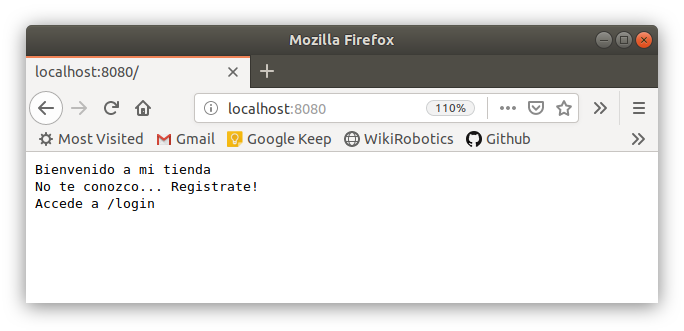 Mozilla Firefox
localhost:8080/
localhost:8080 110%
Most Visited Gmail Google Keep WikiRobotics Github
Bienvenido a mi tienda
No te conozco... Registrate!
Accede a /login